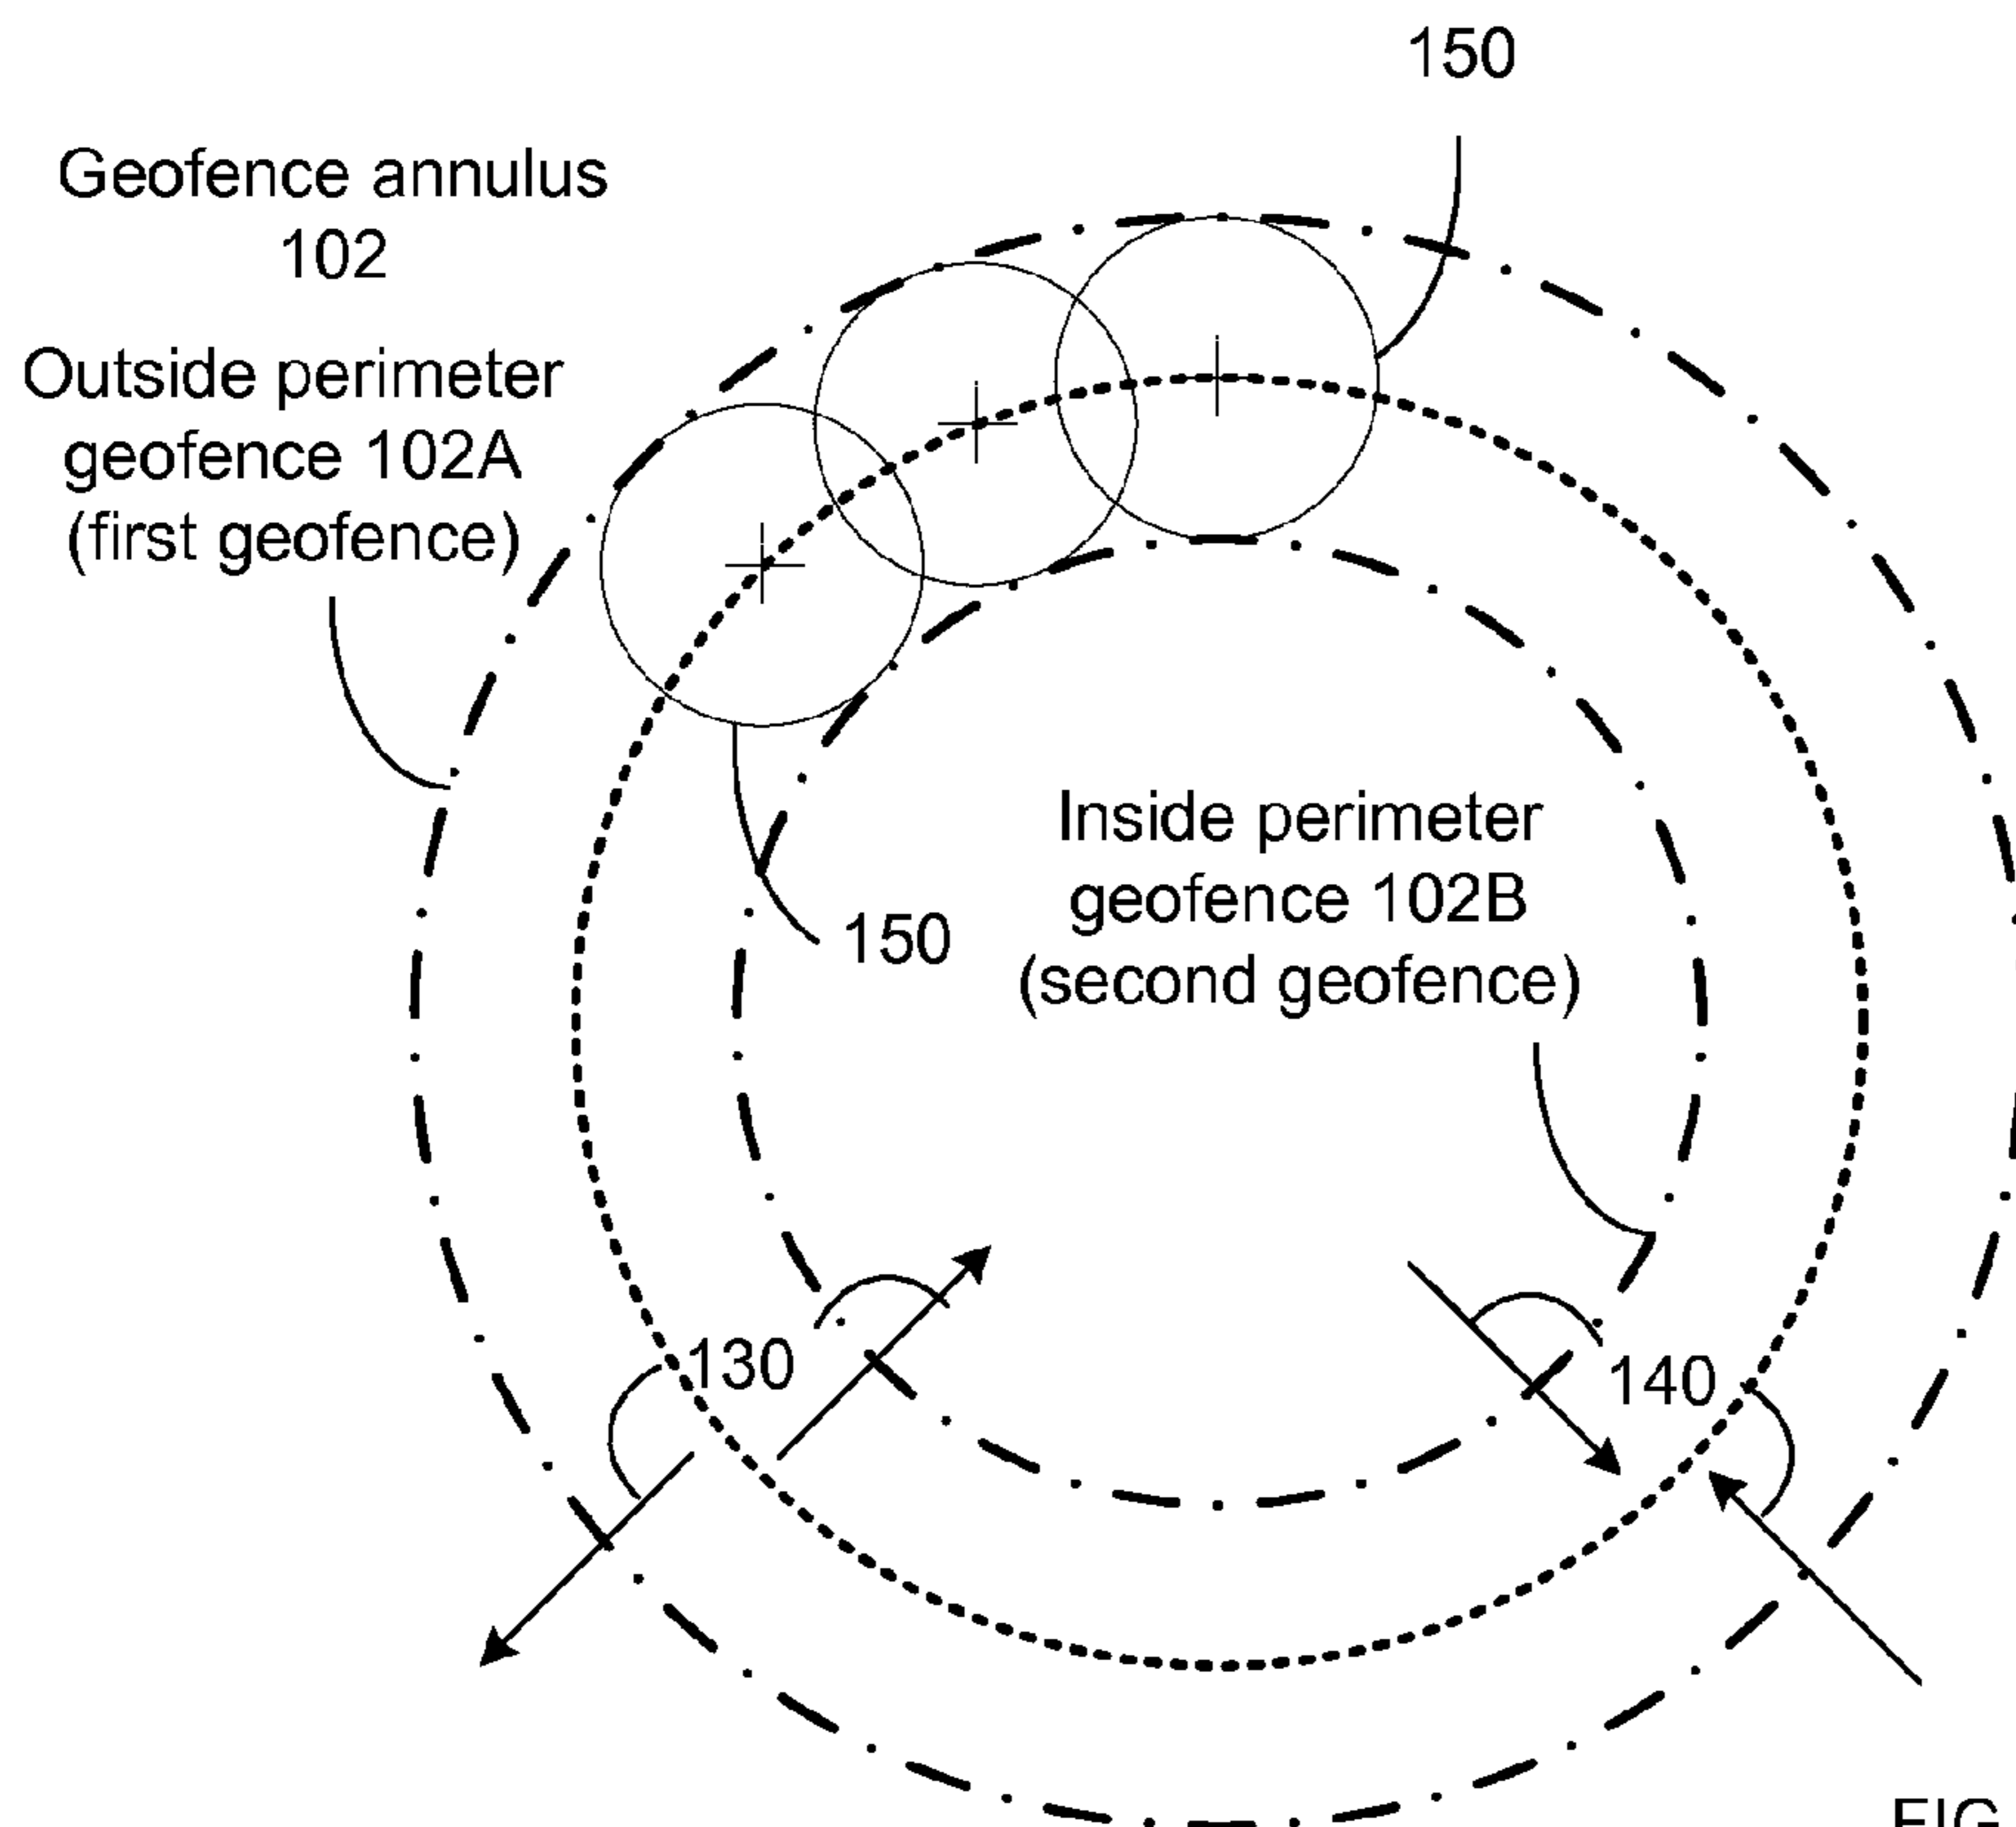 150
Geofence annulus
102
Outside perimeter
geofence 102A
(first geofence)
Inside perimeter
geofence 102B
(second geofence)
150
130
140
FIG